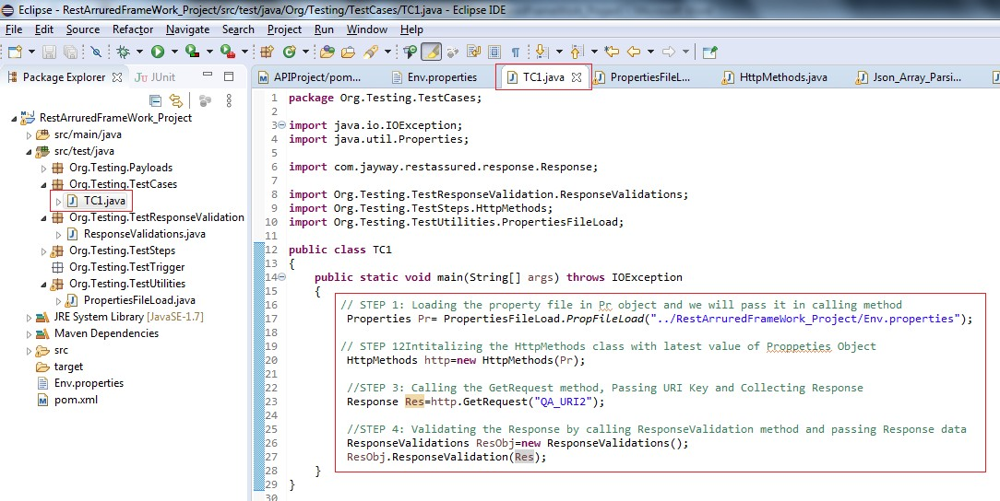 Eclipse - RestArruredFrameWork_Project/src/test/java/Org/Testing/TestCases/TC1.java - Eclipse IDE
File Edit Source Refactor Navigate Search Project Run Window Help
Package Explorer JUnit
RestArruredFrameWork_Project
src/main/java
src/test/java
Org.Testing.Payloads
Org.Testing.TestCases
TC1.java
Org.Testing.TestResponseValidation
ResponseValidations.java
Org.Testing.TestSteps
Org.Testing.TestTrigger
Org.Testing.TestUtilities
PropertiesFileLoad.java
JRE System Library [JavaSE-1.7]
Maven Dependencies
src
target
Env.properties
pom.xml
APIProject/pom... Env.properties TC1.java PropertiesFileL... HttpMethods.java Json_Array_Parsi...
1 package Org.Testing.TestCases;
2
3 import java.io.IOException;
4 import java.util.Properties;
5
6 import com.jayway.restassured.response.Response;
7
8 import Org.Testing.TestResponseValidation.ResponseValidations;
9 import Org.Testing.TestSteps.HttpMethods;
10 import Org.Testing.TestUtilities.PropertiesFileLoad;
11
12 public class TC1
13 {
14 public static void main(String[] args) throws IOException
15 {
16 // STEP 1: Loading the property file in Pr object and we will pass it in calling method
17 Properties Pr= PropertiesFileLoad.PropFileLoad("../RestArruredFrameWork_Project/Env.properties");
18
19 // STEP 12Intitalizing the HttpMethods class with latest value of Proppeties Object
20 HttpMethods http=new HttpMethods(Pr);
21
22 //STEP 3: Calling the GetRequest method, Passing URI Key and Collecting Response
23 Response Res=http.GetRequest("QA_URI2");
24
25 //STEP 4: Validating the Response by calling ResponseValidation method and passing Response data
26 ResponseValidations ResObj=new ResponseValidations();
27 ResObj.ResponseValidation(Res);
28 }
29 }
30